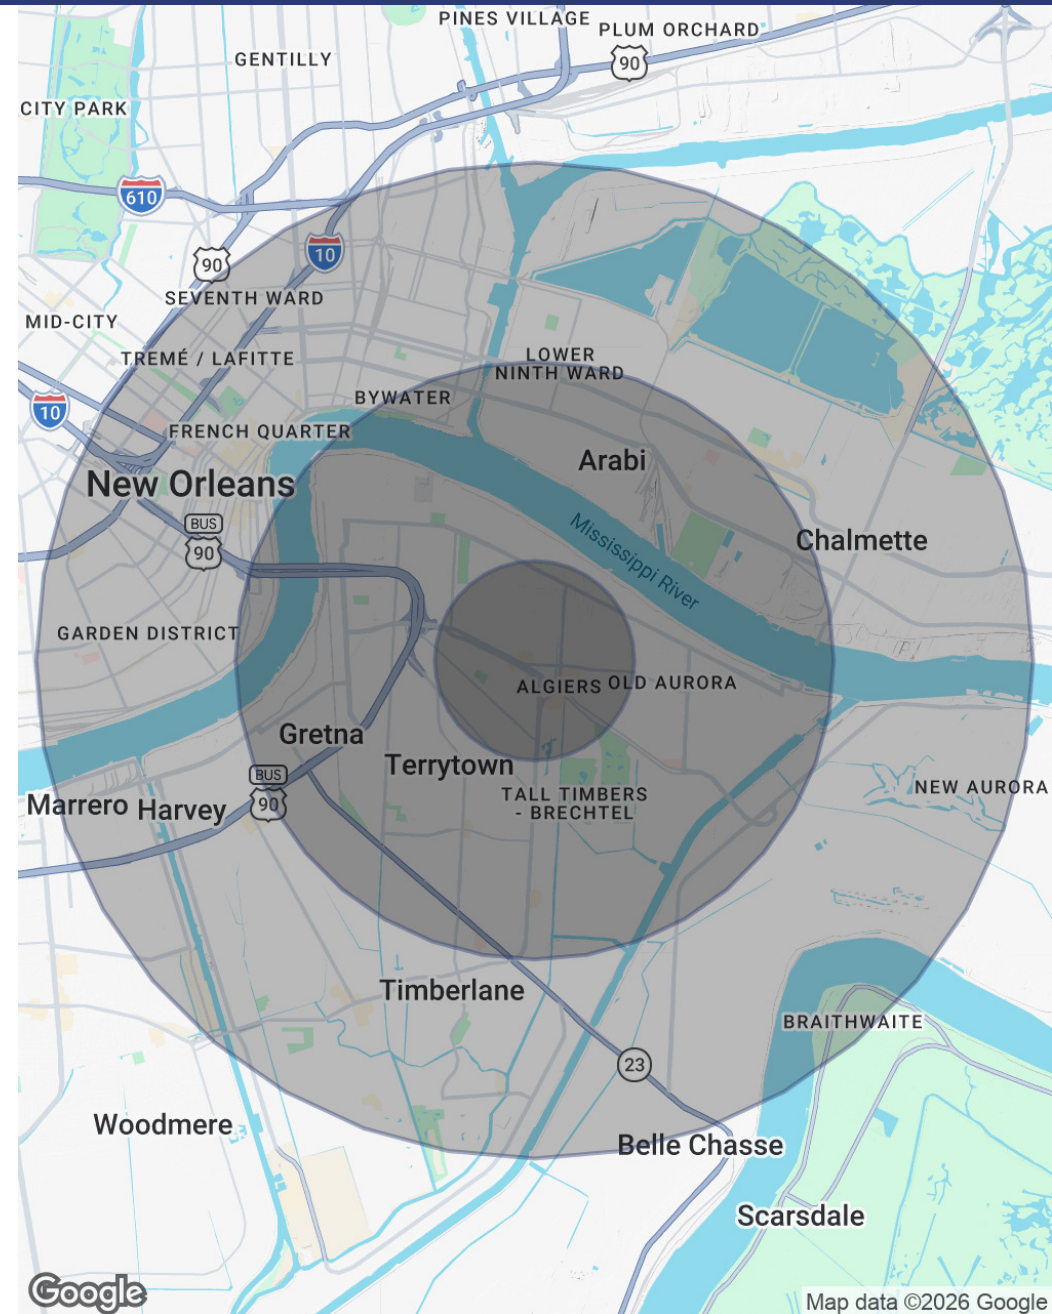 PINES VILLAGE
PLUM ORCHARD
GENTILLY
90
CITY PARK
610
10
90
SEVENTH WARD
MID-CITY
TREMÉ / LAFITTE
LOWER
NINTH WARD
BYWATER
10
FRENCH QUARTER
Arabi
New Orleans
BUS
90
Mississippi River
Chalmette
GARDEN DISTRICT
ALGIERS
OLD AURORA
Gretna
Terrytown
BUS
90
Marrero
Harvey
TALL TIMBERS
- BRECHTEL
NEW AURORA
Timberlane
BRAITHWAITE
23
Woodmere
Belle Chasse
Scarsdale
Google
Map data ©2026 Google